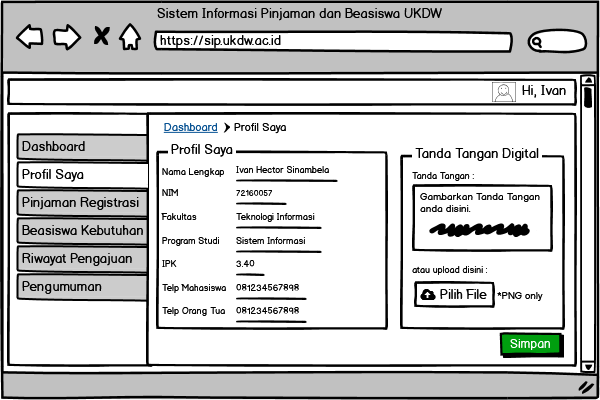 Sistem Informasi Pinjaman dan Beasiswa UKDW
https://sip.ukdw.ac.id
Hi, Ivan
Dashboard
Profil Saya
Pinjaman Registrasi
Beasiswa Kebutuhan
Riwayat Pengajuan
Pengumuman
Dashboard > Profil Saya
Profil Saya
Nama Lengkap Ivan Hector Sinambela
NIM 72160057
Fakultas Teknologi Informasi
Program Studi Sistem Informasi
IPK 3.40
Telp Mahasiswa 081234567898
Telp Orang Tua 081234567898
Tanda Tangan Digital
Tanda Tangan :
Gambarkan Tanda Tangan
anda disini.
atau upload disini :
Pilih File *PNG only
Simpan